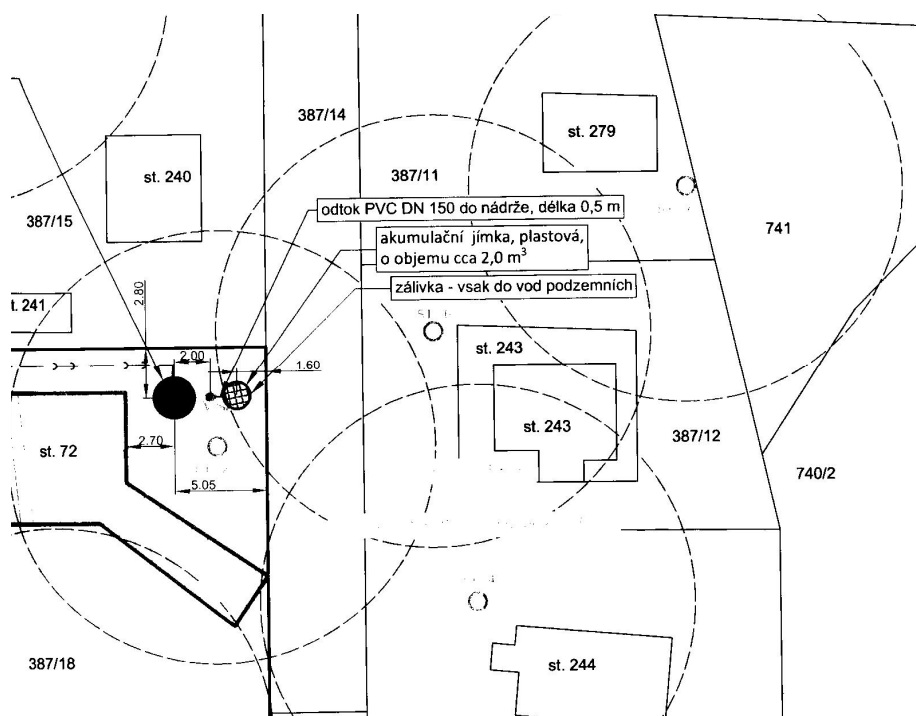 387/14
st. 279
387/11
st. 240
odtok PVC DN 150 do nádrže, délka 0,5 m
387/15
741
akumulační jímka, plastová,
o objemu cca 2,0 m³
zálivka - vsak do vod podzemních
2.80
t. 241
st. 243
2.00
1.60
st. 243
387/12
2.70
st. 72
740/2
5.05
387/18
st. 244